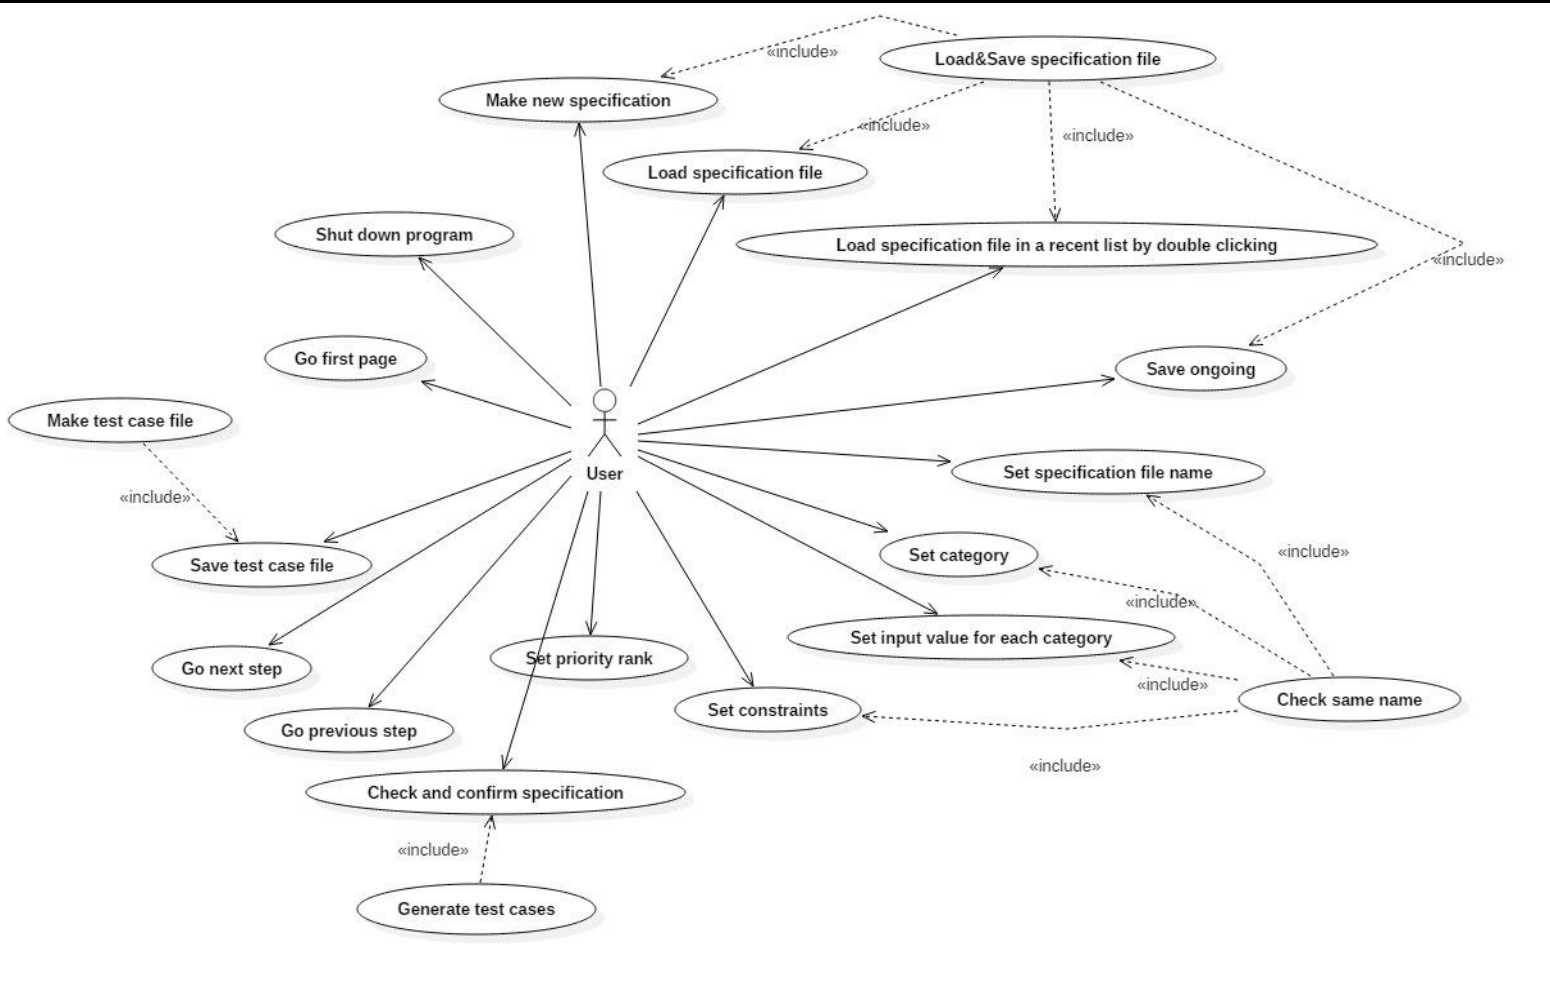 «include»
Load&Save specification file
Make new specification
«include»
«include»
Load specification file
Shut down program
Load specification file in a recent list by double clicking
«include»
Go first page
Save ongoing
Make test case file
User
Set specification file name
«include»
Set category
«include»
Save test case file
«include»
Set input value for each category
Go next step
Set priority rank
«include»
Check same name
Set constraints
Go previous step
«include»
Check and confirm specification
«include»
Generate test cases